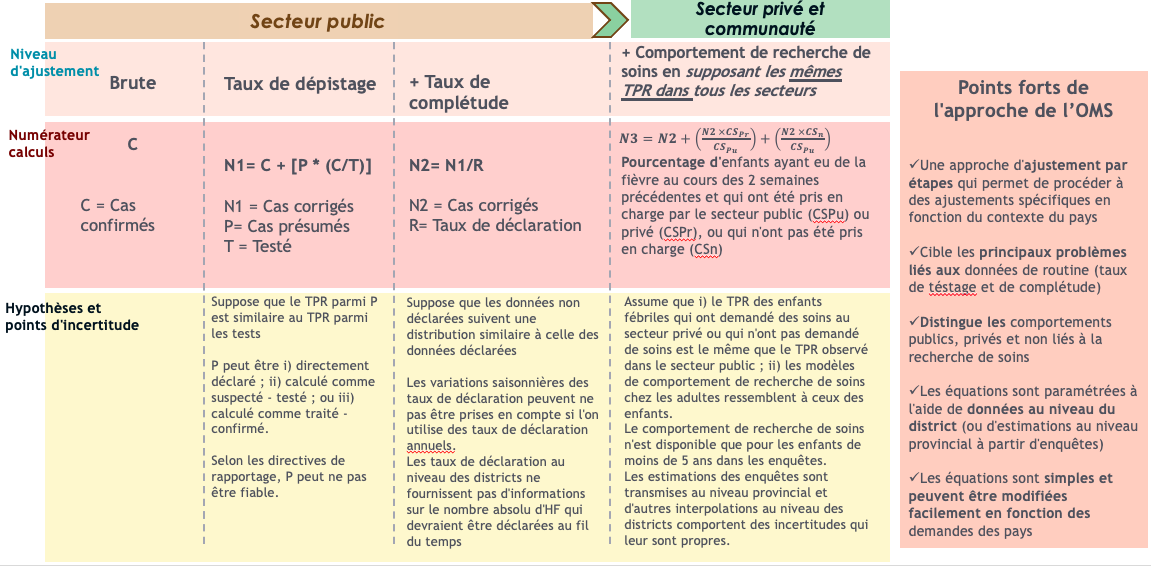 Secteur public
Secteur privé et
communauté
Niveau
d'ajustement
Brute
Taux de dépistage
+ Taux de
complétude
+ Comportement de recherche de
soins en supposant les mêmes
TPR dans tous les secteurs
Numérateur
calculs
C
C = Cas
confirmés
N1= C + [P * (C/T)]
N1 = Cas corrigés
P= Cas présumés
T = Testé
N2= N1/R
N2 = Cas corrigés
R= Taux de déclaration
N3 = N2 + (N2 ×CS_Pr/CS_Pu) + (N2 ×CS_n/CS_Pu)
Pourcentage d'enfants ayant eu de la
fièvre au cours des 2 semaines
précédentes et qui ont été pris en
charge par le secteur public (CSPu) ou
privé (CSPr), ou qui n'ont pas été pris
en charge (CSn)
Hypothèses et
points d'incertitude
Suppose que le TPR parmi P
est similaire au TPR parmi
les tests
P peut être i) directement
déclaré ; ii) calculé comme
suspecté - testé ; ou iii)
calculé comme traité -
confirmé.
Selon les directives de
rapportage, P peut ne pas
être fiable.
Suppose que les données non
déclarées suivent une
distribution similaire à celle des
données déclarées
Les variations saisonnières des
taux de déclaration peuvent ne
pas être prises en compte si l'on
utilise des taux de déclaration
annuels.
Les taux de déclaration au
niveau des districts ne
fournissent pas d'informations
sur le nombre absolu d'HF qui
devraient être déclarées au fil
du temps
Assume que i) le TPR des enfants
fébriles qui ont demandé des soins au
secteur privé ou qui n'ont pas demandé
de soins est le même que le TPR observé
dans le secteur public ; ii) les modèles
de comportement de recherche de soins
chez les adultes ressemblent à ceux des
enfants.
Le comportement de recherche de soins
n'est disponible que pour les enfants de
moins de 5 ans dans les enquêtes.
Les estimations des enquêtes sont
transmises au niveau provincial et
d'autres interpolations au niveau des
districts comportent des incertitudes qui
leur sont propres.
Points forts de
l'approche de l'OMS
✓Une approche d'ajustement par
étapes qui permet de procéder à
des ajustements spécifiques en
fonction du contexte du pays
✓Cible les principaux problèmes
liés aux données de routine (taux
de téstage et de complétude)
✓Distingue les comportements
publics, privés et non liés à la
recherche de soins
✓Les équations sont paramétrées à
l'aide de données au niveau du
district (ou d'estimations au niveau
provincial à partir d'enquêtes)
✓Les équations sont simples et
peuvent être modifiées
facilement en fonction des
demandes des pays